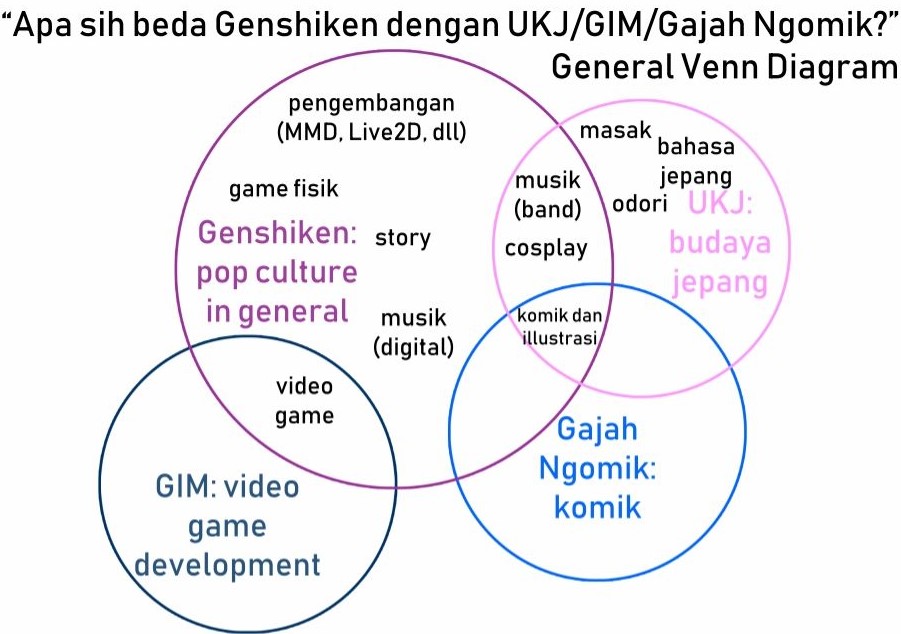 “Apa sih beda Genshiken dengan UKJ/GIM/Gajah Ngomik?”
General Venn Diagram
pengembangan
(MMD, Live2D, dll)
game fisik
Genshiken:
pop culture
in general
story
musik
(digital)
video
game
musik
(band)
cosplay
komik dan
illustrasi
masak
bahasa
jepang
odori
UKJ:
budaya
jepang
GIM: video
game
development
Gajah
Ngomik:
komik